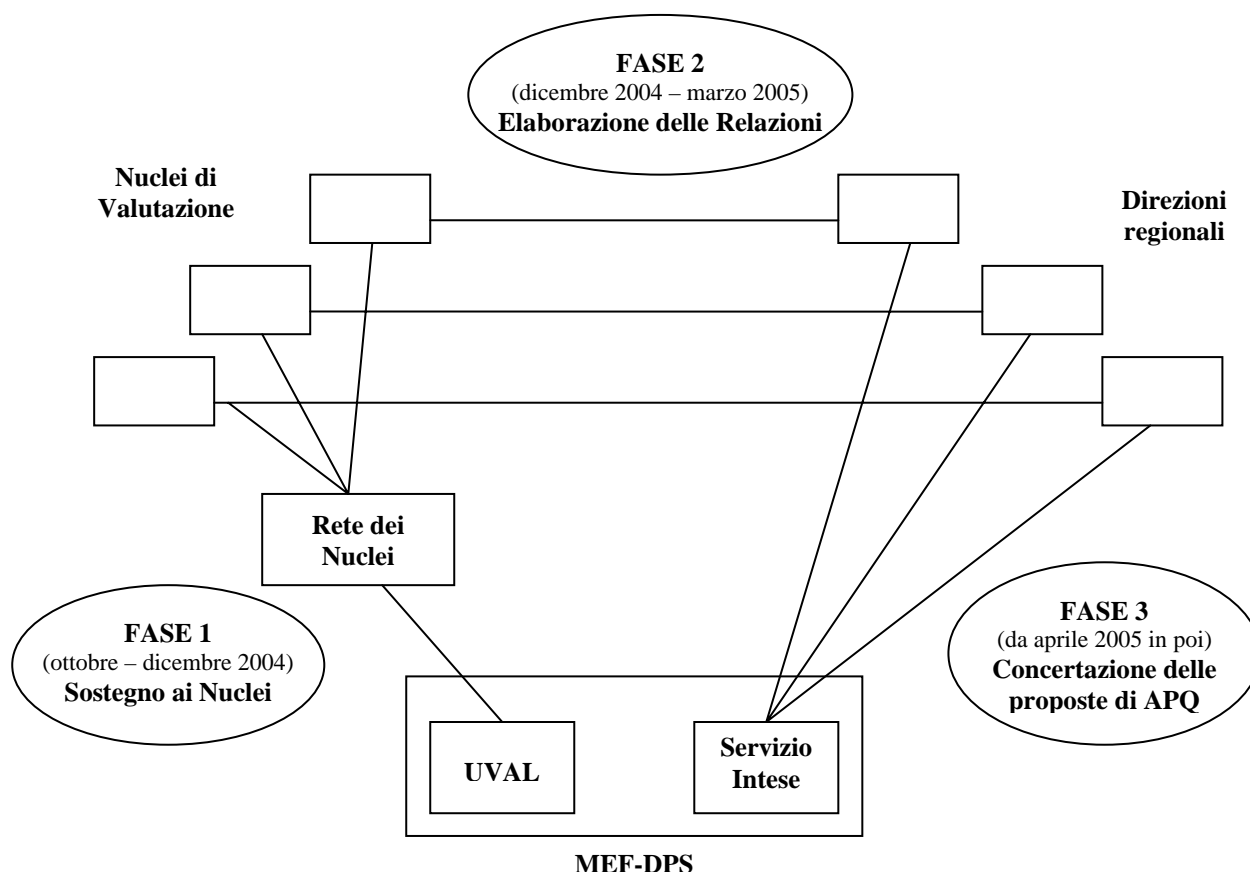 FASE 2
(dicembre 2004 – marzo 2005)
Elaborazione delle Relazioni
Nuclei di
Valutazione
Direzioni
regionali
Rete dei
Nuclei
FASE 1
(ottobre – dicembre 2004)
Sostegno ai Nuclei
FASE 3
(da aprile 2005 in poi)
Concertazione delle
proposte di APQ
UVAL
Servizio
Intese
MEF-DPS